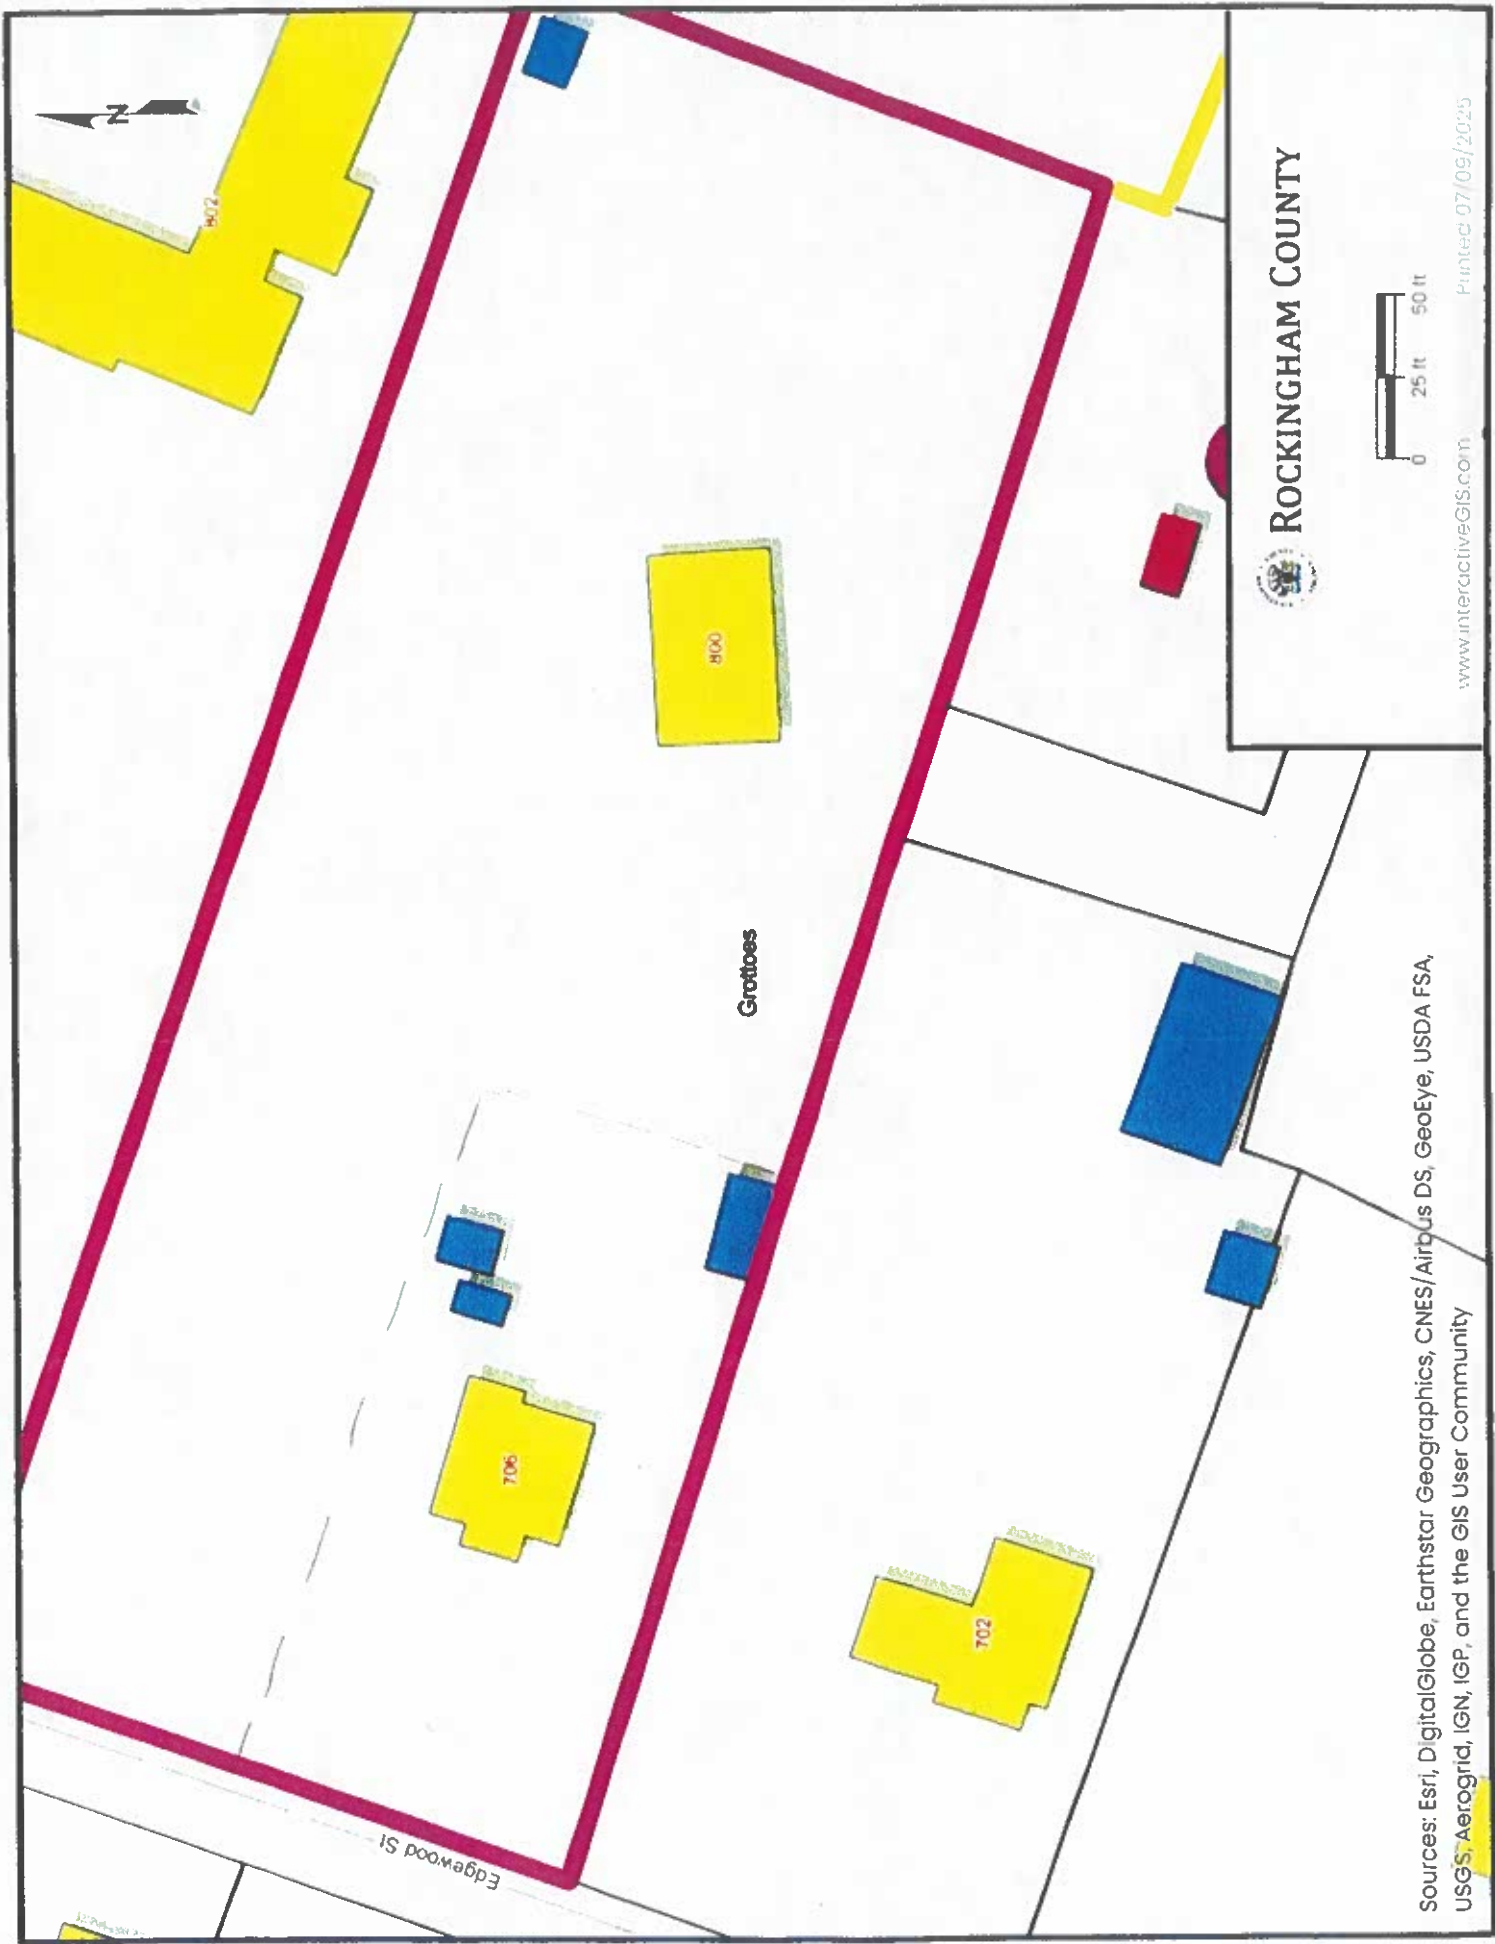 N
802
800
Grottoes
706
702
Edgewood St
ROCKINGHAM COUNTY
0 25 ft 50 ft
www.interactiveGIS.com Printed 07/09/2025
Sources: Esri, DigitalGlobe, Earthstar Geographics, CNES/Airbus DS, GeoEye, USDA FSA,
USGS, Aerogrid, IGN, IGP, and the GIS User Community